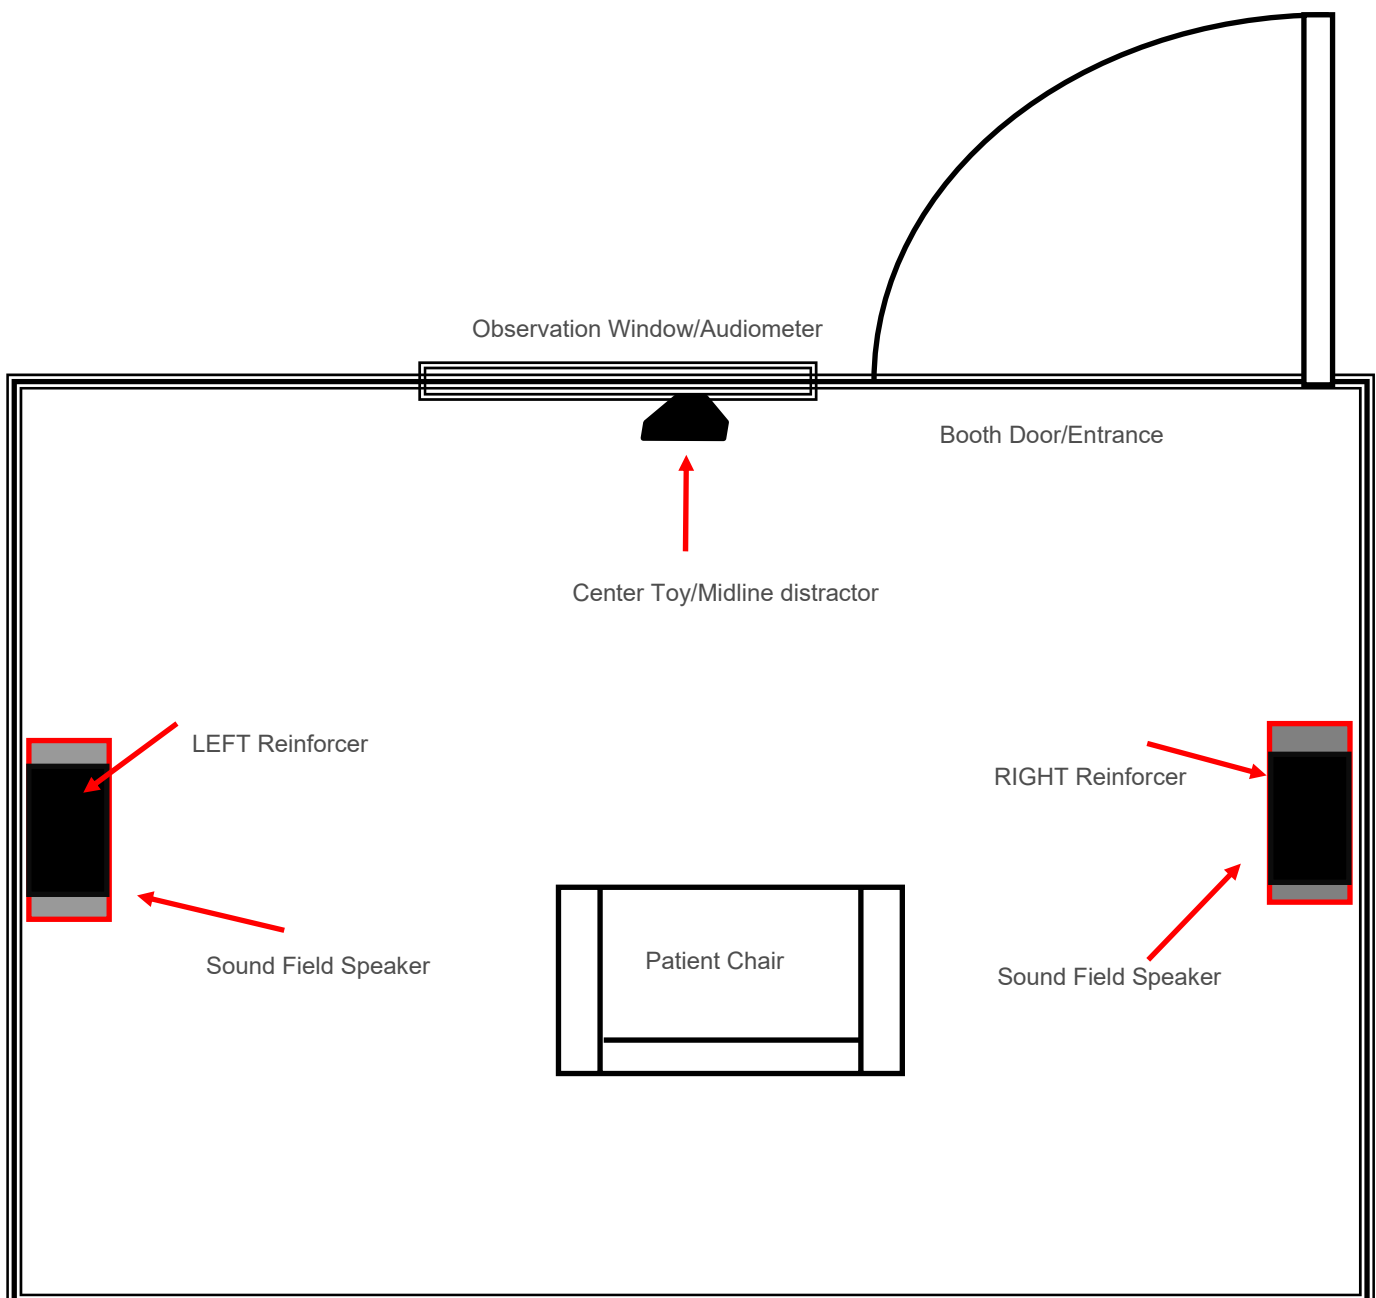 Observation Window/Audiometer
Booth Door/Entrance
Center Toy/Midline distractor
LEFT Reinforcer
RIGHT Reinforcer
Sound Field Speaker
Patient Chair
Sound Field Speaker